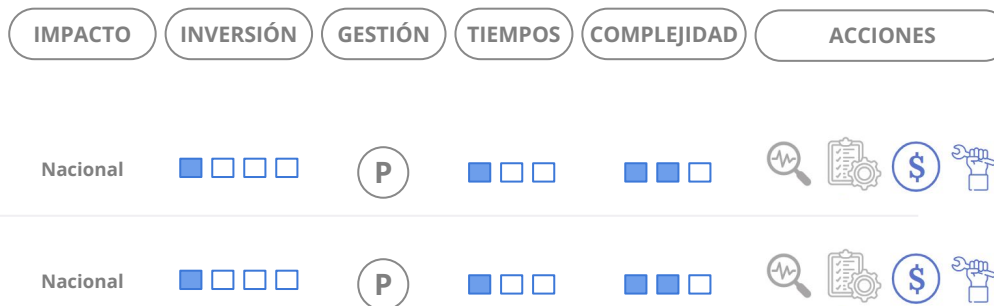 IMPACTO INVERSIÓN GESTIÓN TIEMPOS COMPLEJIDAD ACCIONES
Nacional P $
Nacional P $